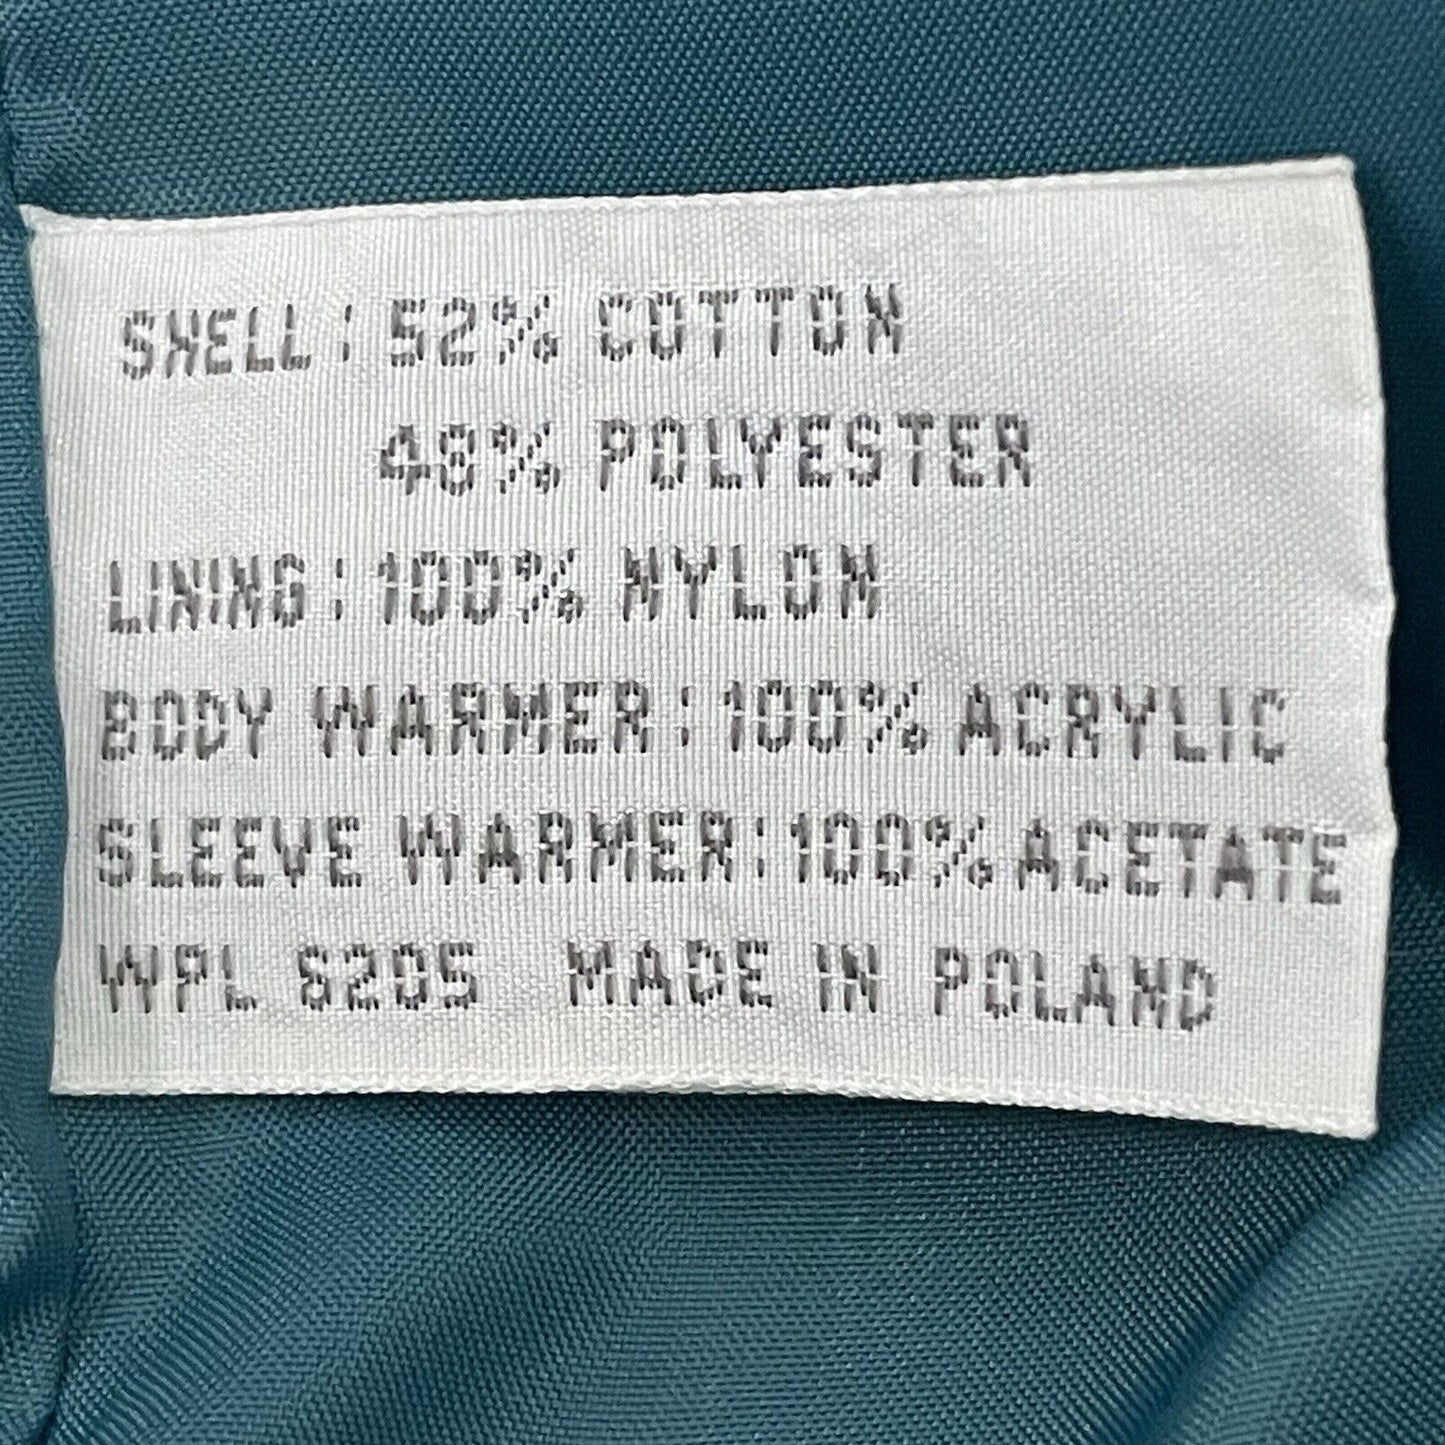 SHELL: 52% COTTON
48% POLYESTER
LINING: 100% NYLON
BODY WARMER: 100% ACRYLIC
SLEEVE WARMER: 100% ACETATE
WPL 6205 MADE IN POLAND